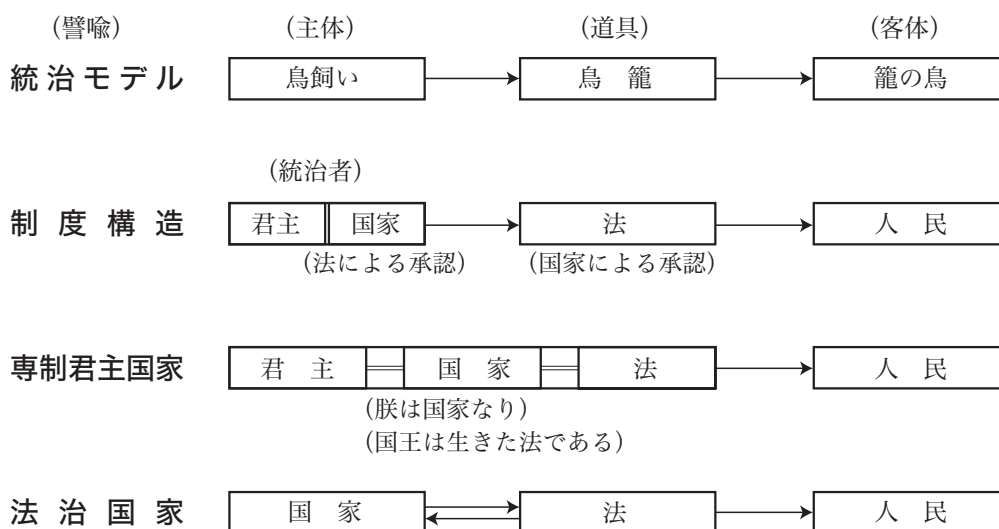 （譬喩） （主体） （道具） （客体）
統治モデル 鳥飼い 鳥 籠 籠の鳥
（統治者）
制度構造 君主 国家 法 人 民
（法による承認） （国家による承認）
専制君主国家 君 主 国 家 法 人 民
（朕は国家なり）
（国王は生きた法である）
法治国家 国 家 法 人 民